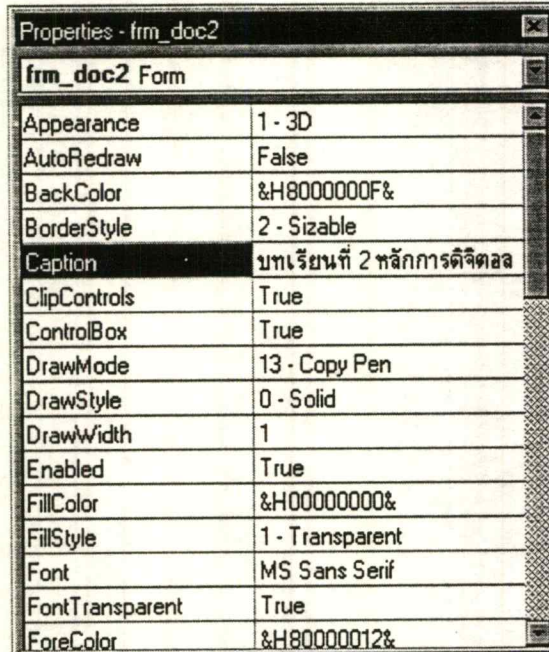 Properties - frm_doc2
frm_doc2 Form
Appearance 1 - 3D
AutoRedraw False
BackColor &H8000000F&
BorderStyle 2 - Sizable
Caption บทเรียนที่ 2 หลักการดิจิตอล
ClipControls True
ControlBox True
DrawMode 13 - Copy Pen
DrawStyle 0 - Solid
DrawWidth 1
Enabled True
FillColor &H00000000&
FillStyle 1 - Transparent
Font MS Sans Serif
FontTransparent True
ForeColor &H80000012&